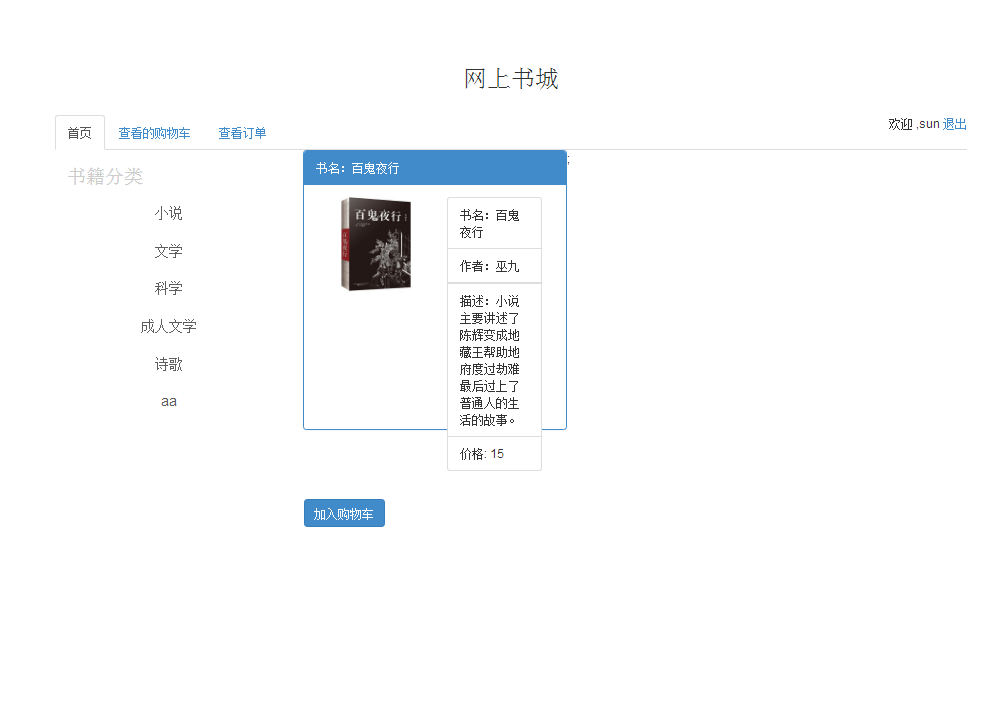 网上书城
首页 查看的购物车 查看订单 欢迎 ,sun 退出
书籍分类
小说
文学
科学
成人文学
诗歌
aa
书名：百鬼夜行
;
百鬼夜行
百鬼夜行
书名：百鬼
夜行
作者：巫九
描述：小说
主要讲述了
陈辉变成地
藏王帮助地
府度过劫难
最后过上了
普通人的生
活的故事。
价格: 15
加入购物车